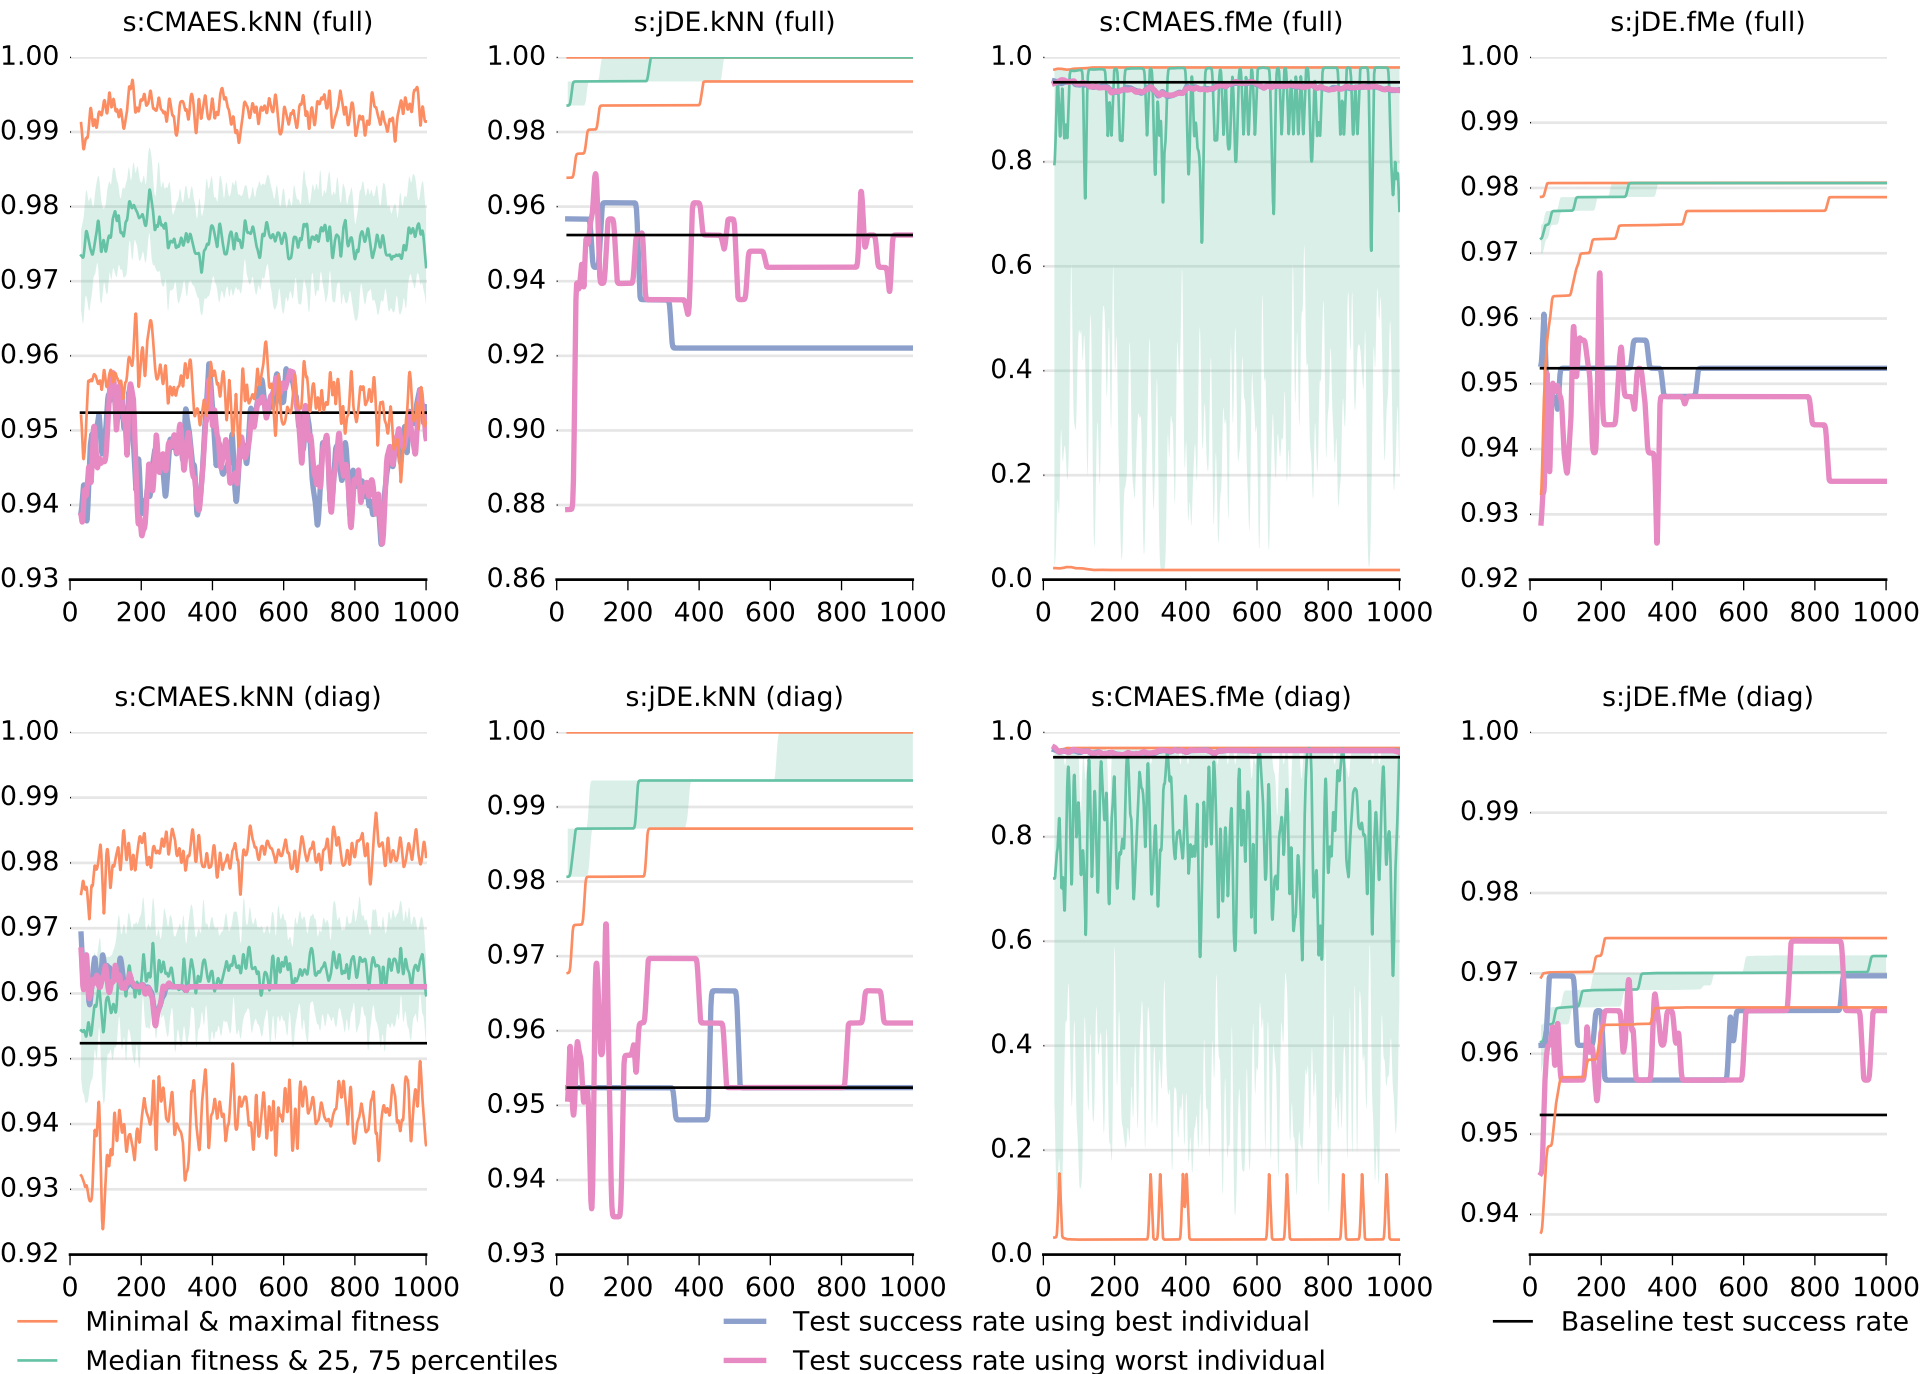 s:CMAES.kNN (full) s:jDE.kNN (full) s:CMAES.fMe (full) s:jDE.fMe (full)
1.00 1.00 1.0 1.00
0.99 0.98 0.8 0.99
0.98 0.96 0.6 0.98
0.97 0.94 0.4 0.97
0.96 0.92 0.2 0.96
0.95 0.90 0.0 0.95
0.94 0.88 0.94
0.93 0.86 0.93
0.92
0 200 400 600 800 1000 0 200 400 600 800 1000 0 200 400 600 800 1000 0 200 400 600 800 1000
s:CMAES.kNN (diag) s:jDE.kNN (diag) s:CMAES.fMe (diag) s:jDE.fMe (diag)
1.00 1.00 1.0 1.00
0.99 0.99 0.8 0.99
0.98 0.98 0.6 0.98
0.97 0.97 0.4 0.97
0.96 0.96 0.2 0.96
0.95 0.95 0.0 0.95
0.94 0.94 0.94
0.93 0.93
0.92
0 200 400 600 800 1000 0 200 400 600 800 1000 0 200 400 600 800 1000 0 200 400 600 800 1000
Minimal & maximal fitness Test success rate using best individual Baseline test success rate
Median fitness & 25, 75 percentiles Test success rate using worst individual